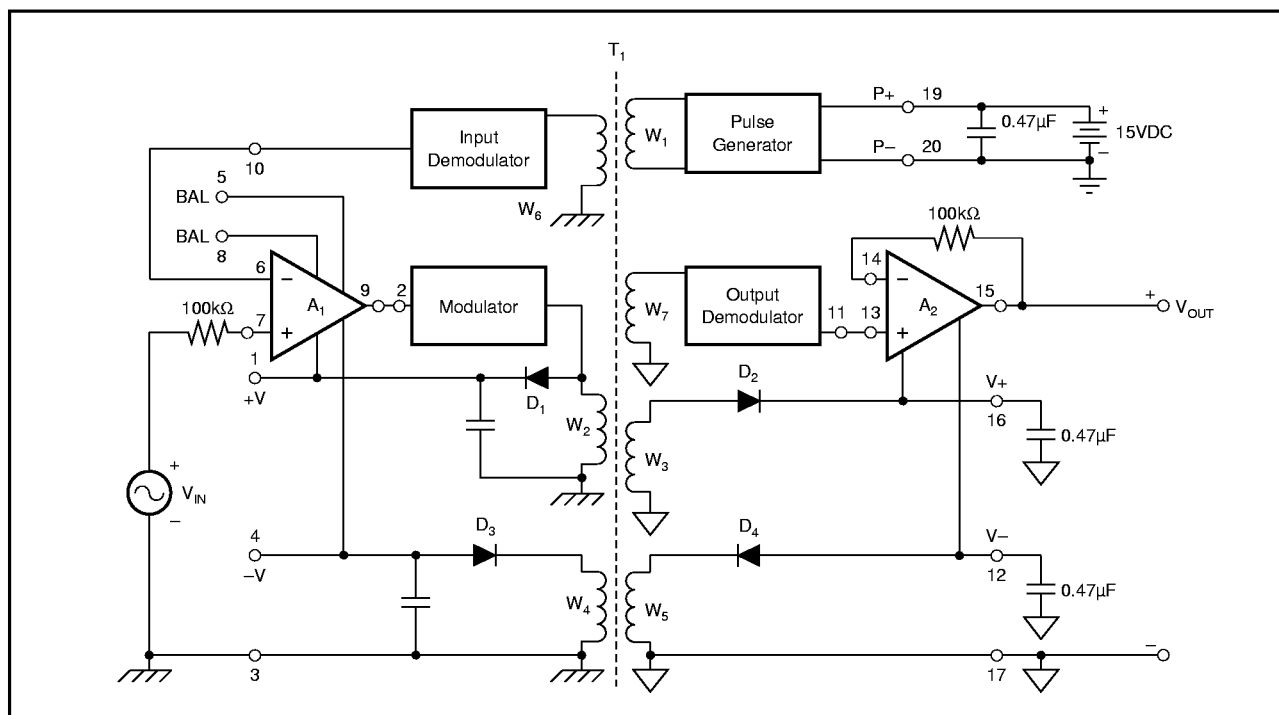 T1
P+ 19
0.47µF
15VDC
+
−
P− 20
Input
Demodulator
W6
W1
Pulse
Generator
10
5
BAL
BAL
8
6
−
A1
9
2
Modulator
100kΩ
7
+
1
+V
D1
W2
W7
Output
Demodulator
11
13
14
−
+
A2
15
100kΩ
+
VOUT
D2
W3
V+
16
0.47µF
+
VIN
−
4
−V
D3
W4
D4
W5
V−
12
0.47µF
3
17
−